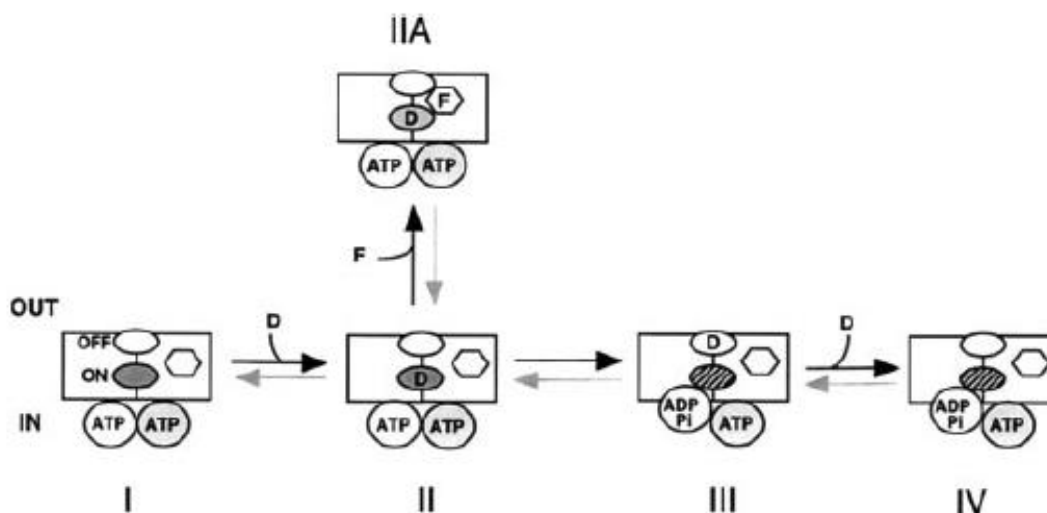 IIA
F
D
ATP ATP
F
OUT
OFF
ON
IN
ATP ATP
D
D
ATP ATP
D
ADP
Pi
ATP
D
ADP
Pi
ATP
I
II
III
IV